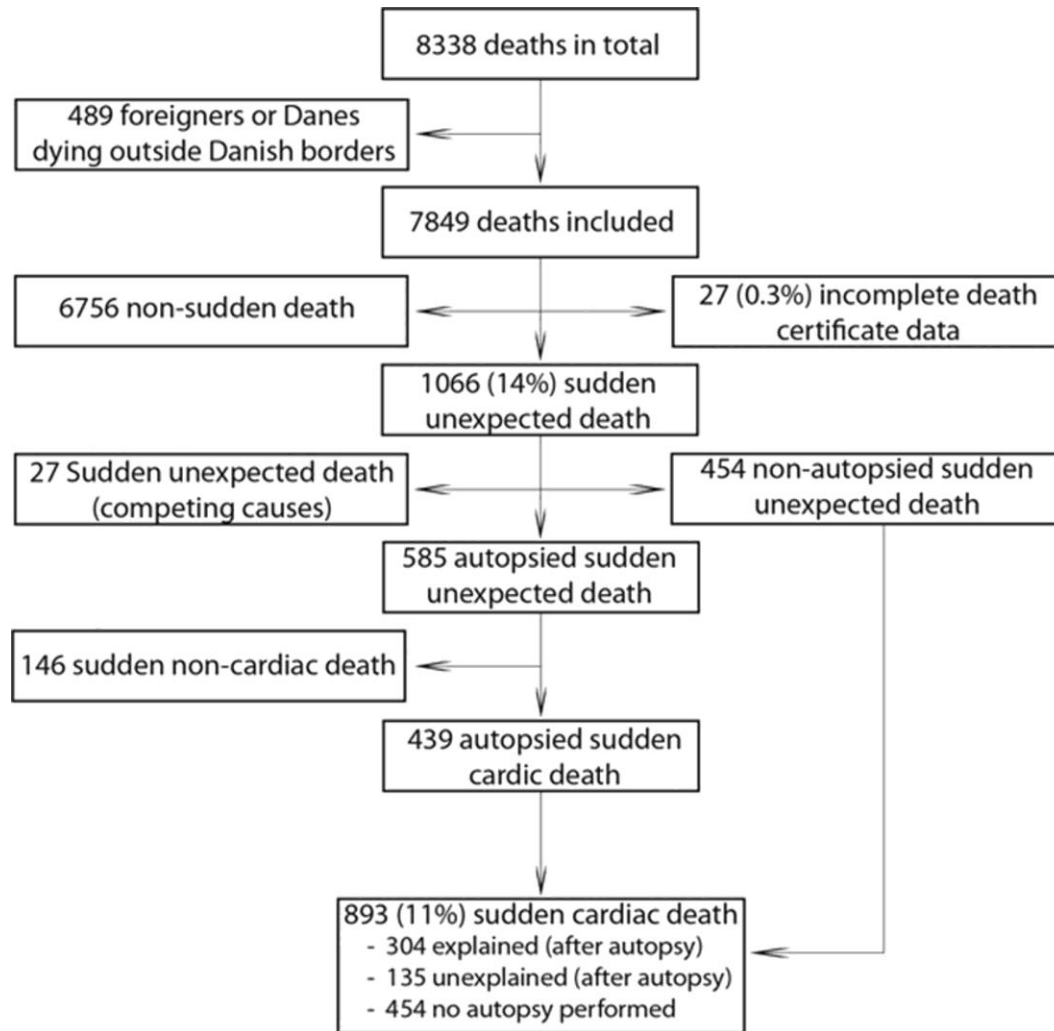 8338 deaths in total
489 foreigners or Danes
dying outside Danish borders
7849 deaths included
6756 non-sudden death
27 (0.3%) incomplete death
certificate data
1066 (14%) sudden
unexpected death
27 Sudden unexpected death
(competing causes)
454 non-autopsied sudden
unexpected death
585 autopsied sudden
unexpected death
146 sudden non-cardiac death
439 autopsied sudden
cardic death
893 (11%) sudden cardiac death
- 304 explained (after autopsy)
- 135 unexplained (after autopsy)
- 454 no autopsy performed